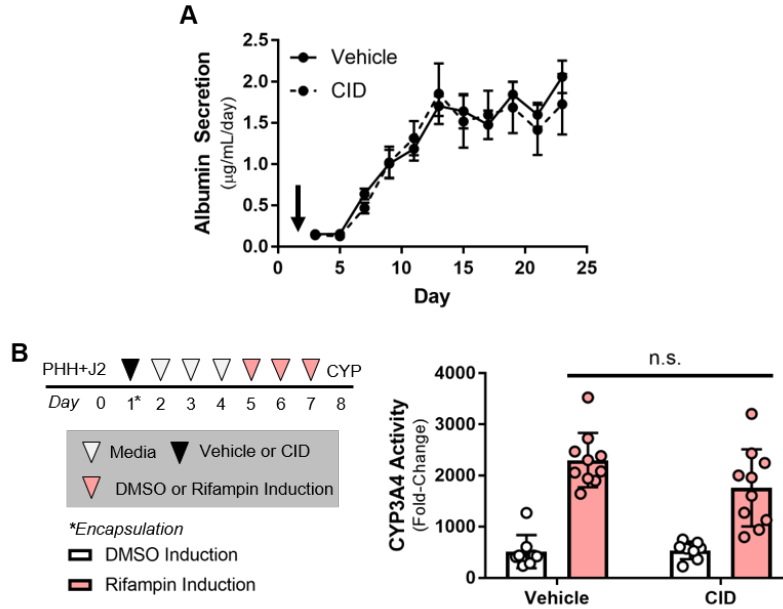 A
Vehicle
CID
Albumin Secretion
(μg/mL/day)
2.5
2.0
1.5
1.0
0.5
0.0
0 5 10 15 20 25
Day
B
PHH+J2 CYP
Day 0 1* 2 3 4 5 6 7 8
Media Vehicle or CID
DMSO or Rifampin Induction
*Encapsulation
DMSO Induction
Rifampin Induction
n.s.
CYP3A4 Activity
(Fold-Change)
4000
3000
2000
1000
0
Vehicle CID